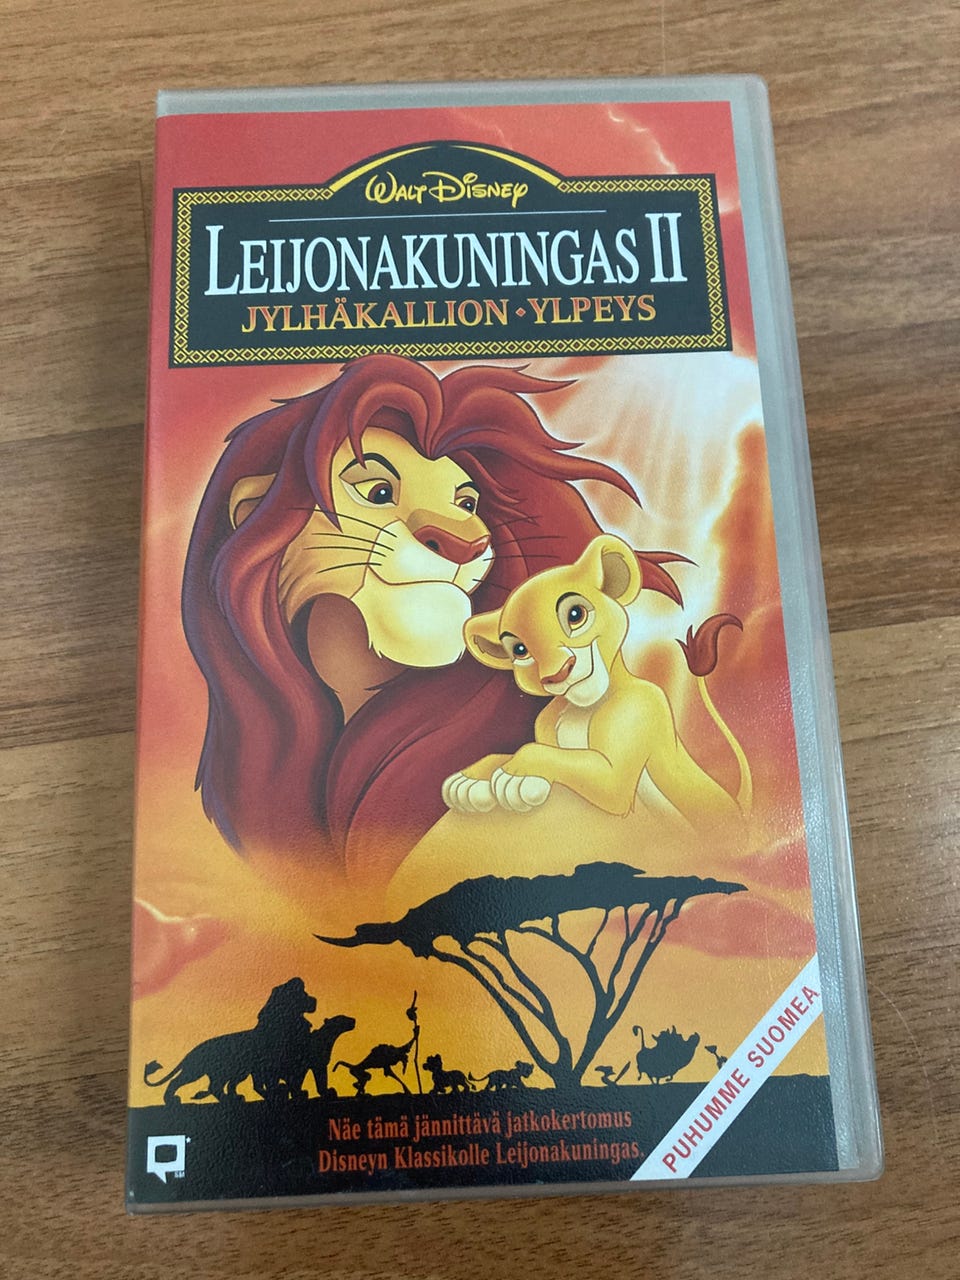 WALT DISNEY
LEIJONAKUNINGAS II
JYLHÄKALLION · YLPEYS
Näe tämä jännittävä jatkokertomus
Disneyn Klassikolle Leijonakuningas.
PUHUMME SUOMEA